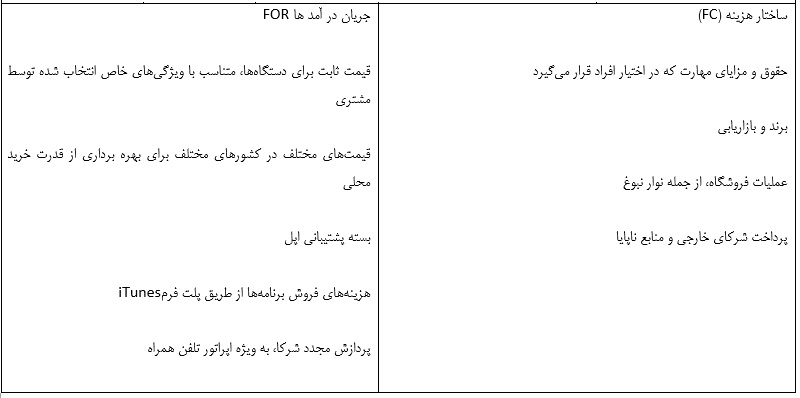 ساختار هزینه (FC)
حقوق و مزایای مهارت که در اختیار افراد قرار می‌گیرد
برند و بازاریابی
عملیات فروشگاه، از جمله نوار نبوغ
پرداخت شرکای خارجی و منابع ناپایا
جریان در آمد ها FOR
قیمت ثابت برای دستگاه‌ها، متناسب با ویژگی‌های خاص انتخاب شده توسط
مشتری
قیمت‌های مختلف در کشورهای مختلف برای بهره برداری از قدرت خرید
محلی
بسته پشتیبانی اپل
هزینه‌های فروش برنامه‌ها از طریق پلت فرمiTunes
پردازش مجدد شرکا، به ویژه اپراتور تلفن همراه